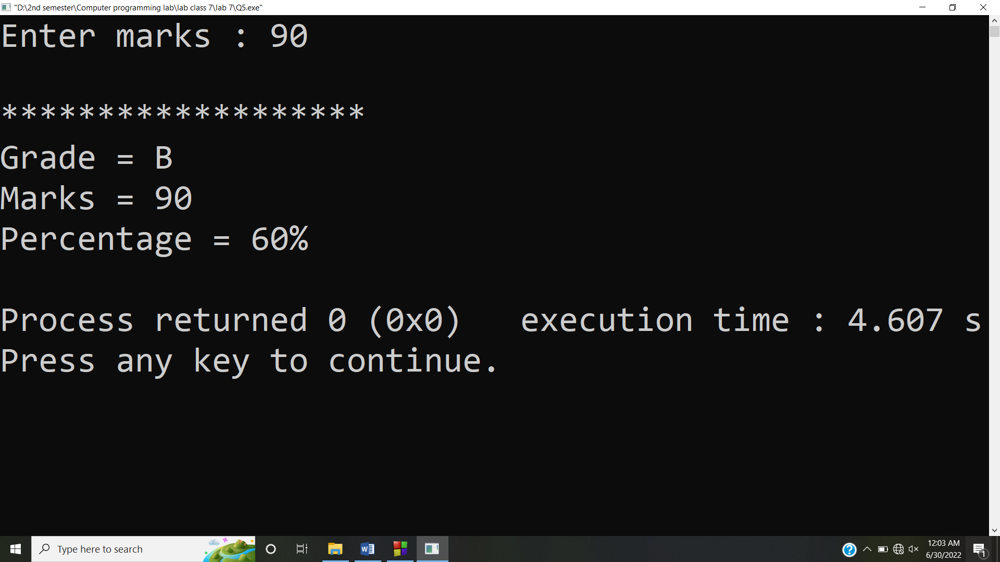 "D:\2nd semester\Computer programming lab\lab class 7\lab 7\Q5.exe"
Enter marks : 90
*******************
Grade = B
Marks = 90
Percentage = 60%
Process returned 0 (0x0)   execution time : 4.607 s
Press any key to continue.
Type here to search
12:03 AM
6/30/2022
1